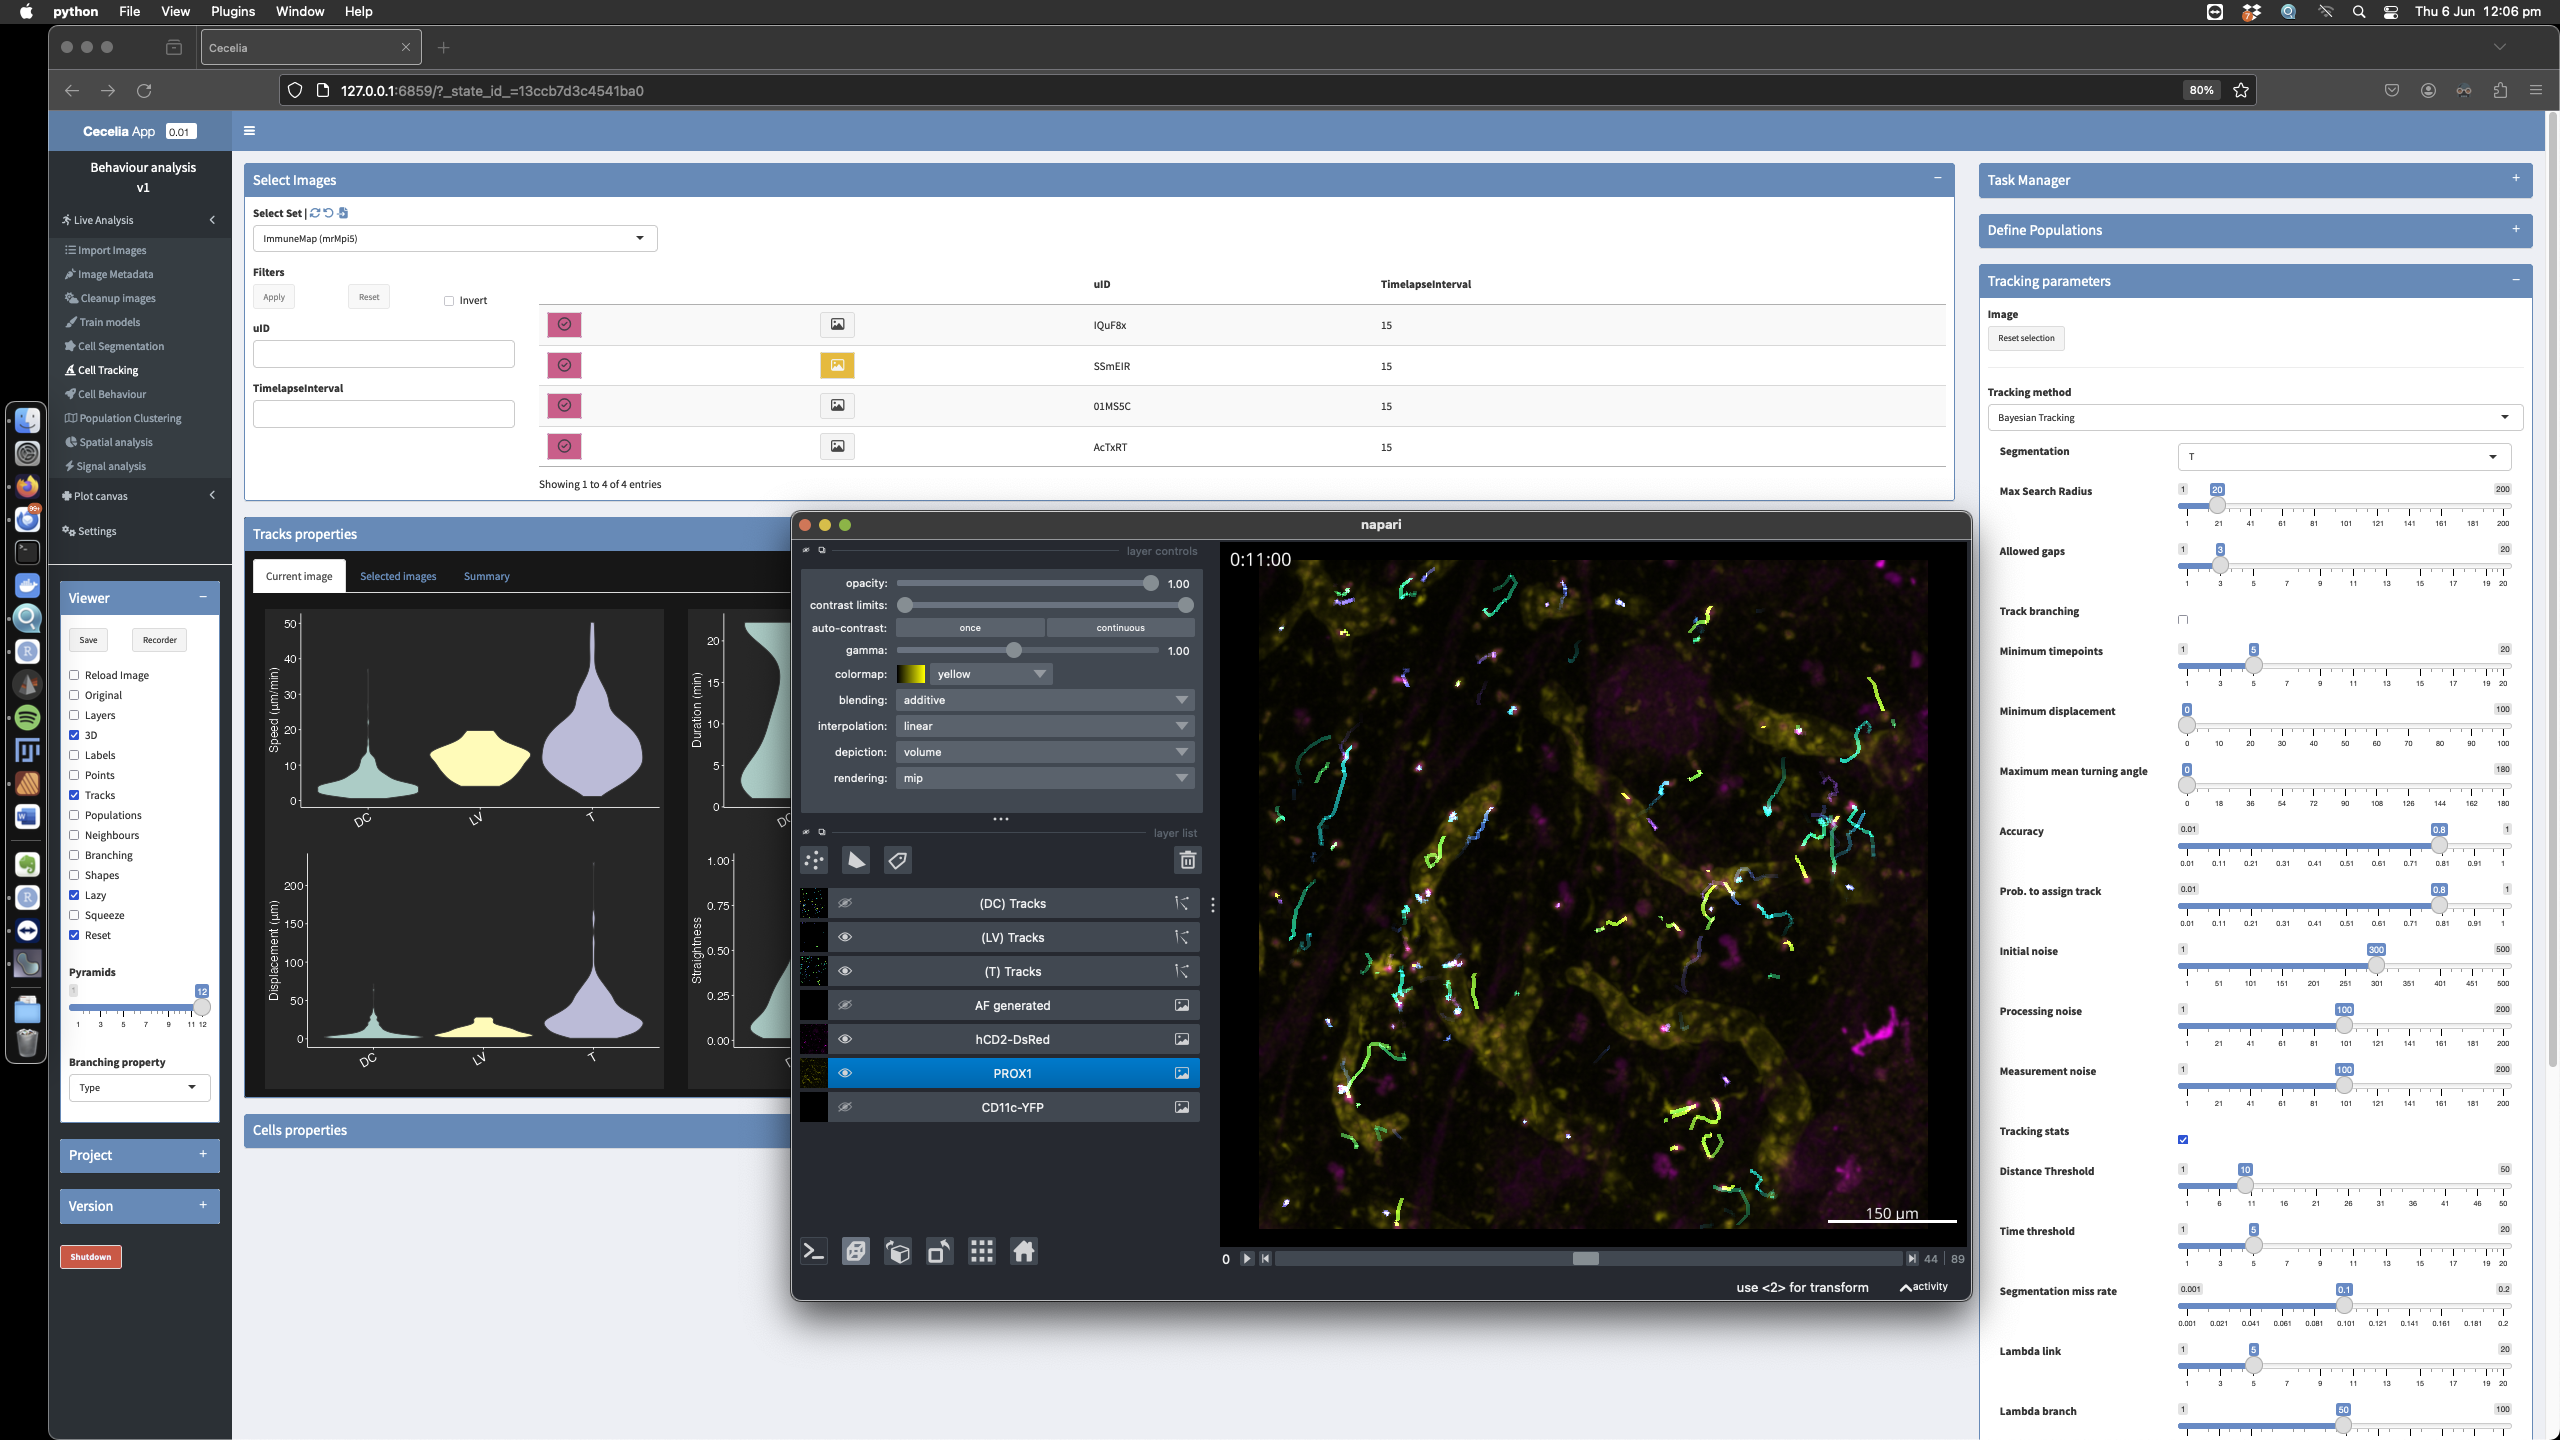 python File View Plugins Window Help
Thu 6 Jun 12:06 pm
Cecelia
127.0.0.1:6859/?_state_id_=13ccb7d3c4541ba0
80%
Cecelia App 0.01
Behaviour analysis
v1
Live Analysis
Import Images
Image Metadata
Cleanup images
Train models
Cell Segmentation
Cell Tracking
Cell Behaviour
Population Clustering
Spatial analysis
Signal analysis
Plot canvas
Settings
Viewer
Save Recorder
Reload Image
Original
Layers
3D
Labels
Points
Tracks
Populations
Neighbours
Branching
Shapes
Lazy
Squeeze
Reset
Pyramids
1 12
1 3 5 7 9 11 12
Branching property
Type
Project
Version
Shutdown
Select Images
Select Set |
ImmuneMap (mrMpi5)
Filters
Apply Reset Invert
uID
TimelapseInterval
uID TimelapseInterval
IQuF8x 15
SSmEIR 15
01MS5C 15
AcTxRT 15
Showing 1 to 4 of 4 entries
Tracks properties
Current image Selected images Summary
Speed (μm/min)
50
40
30
20
10
0
DC LV T
Duration (min)
20
15
10
5
0
DC
Displacement (μm)
200
150
100
50
0
DC LV T
Straightness
1.00
0.75
0.50
0.25
0.00
Cells properties
napari
layer controls
opacity: 1.00
contrast limits:
auto-contrast: once continuous
gamma: 1.00
colormap: yellow
blending: additive
interpolation: linear
depiction: volume
rendering: mip
layer list
(DC) Tracks
(LV) Tracks
(T) Tracks
AF generated
hCD2-DsRed
PROX1
CD11c-YFP
0:11:00
150 μm
0 44 | 89
use <2> for transform
activity
Task Manager
Define Populations
Tracking parameters
Image
Reset selection
Tracking method
Bayesian Tracking
Segmentation T
Max Search Radius
1 20 200
1 21 41 61 81 101 121 141 161 181 200
Allowed gaps
1 3 20
1 3 5 7 9 11 13 15 17 19 20
Track branching
Minimum timepoints
1 5 20
1 3 5 7 9 11 13 15 17 19 20
Minimum displacement
0 100
0 10 20 30 40 50 60 70 80 90 100
Maximum mean turning angle
0 180
0 18 36 54 72 90 108 126 144 162 180
Accuracy
0.01 0.8 1
0.01 0.11 0.21 0.31 0.41 0.51 0.61 0.71 0.81 0.91 1
Prob. to assign track
0.01 0.8 1
0.01 0.11 0.21 0.31 0.41 0.51 0.61 0.71 0.81 0.91 1
Initial noise
1 300 500
1 51 101 151 201 251 301 351 401 451 500
Processing noise
1 100 200
1 21 41 61 81 101 121 141 161 181 200
Measurement noise
1 100 200
1 21 41 61 81 101 121 141 161 181 200
Tracking stats
Distance Threshold
1 10 50
1 6 11 16 21 26 31 36 41 46 50
Time threshold
1 5 20
1 3 5 7 9 11 13 15 17 19 20
Segmentation miss rate
0.001 0.1 0.2
0.001 0.021 0.041 0.061 0.081 0.101 0.121 0.141 0.161 0.181 0.2
Lambda link
1 5 20
1 3 5 7 9 11 13 15 17 19 20
Lambda branch
1 50 100